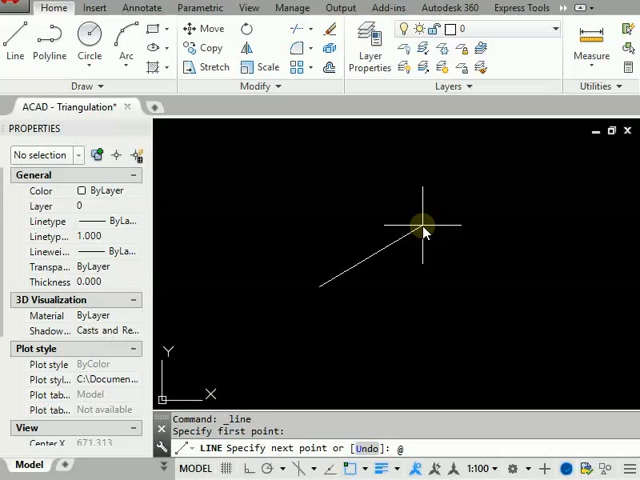 Home Insert Annotate Parametric View Manage Output Add-ins Autodesk 360 Express Tools
Move
0
Line Polyline Circle Arc
Copy
Layer Properties
Measure
Stretch Scale
Draw Modify Layers Utilities
ACAD - Triangulation*
PROPERTIES
No selection
General
Color ByLayer
Layer 0
Linetype ByLa...
Linetyp... 1.000
Linewei... ByLa...
Transpa... ByLayer
Thickness 0.000
3D Visualization
Material ByLayer
Shadow... Casts and Re...
Plot style
Plot style ByColor
Plot styl... C:\Documen...
Plot tab... Model
Plot tab... Not available
View
Center X 671.313
Y
X
Command: _line
Specify first point:
LINE Specify next point or [Undo]: @
Model
MODEL 1:100